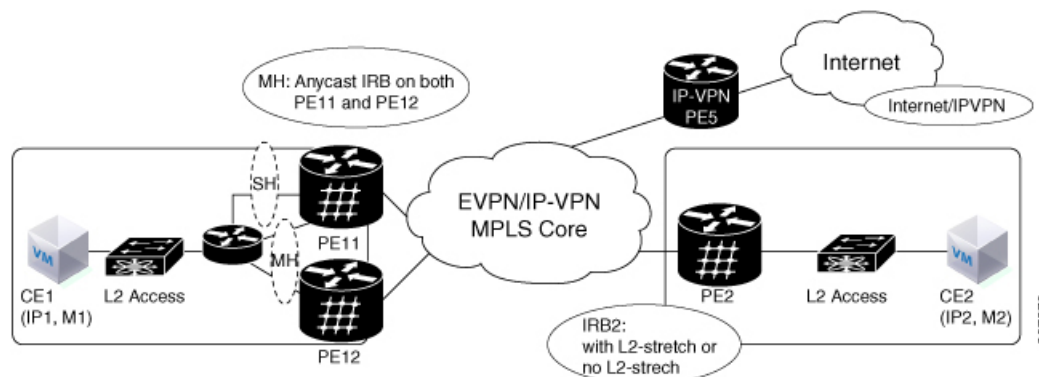 MH: Anycast IRB on both
PE11 and PE12
Internet
IP-VPN
PE5
Internet/IPVPN
SH
EVPN/IP-VPN
MPLS Core
PE11
MH
VM
CE1
(IP1, M1)
L2 Access
PE12
PE2
L2 Access
VM
CE2
(IP2, M2)
IRB2:
with L2-stretch or
no L2-strech